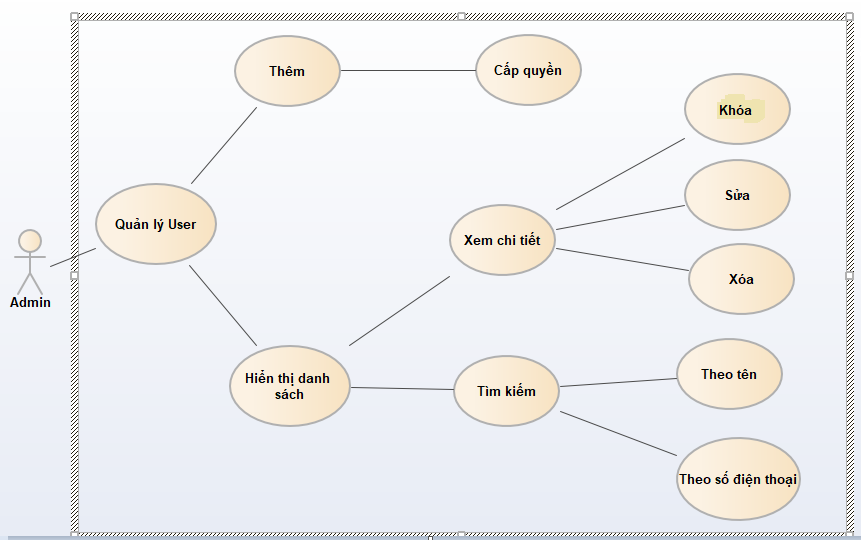 Thêm
Cấp quyền
Khóa
Sửa
Quản lý User
Xem chi tiết
Xóa
Admin
Hiển thị danh
sách
Tìm kiếm
Theo tên
Theo số điện thoại